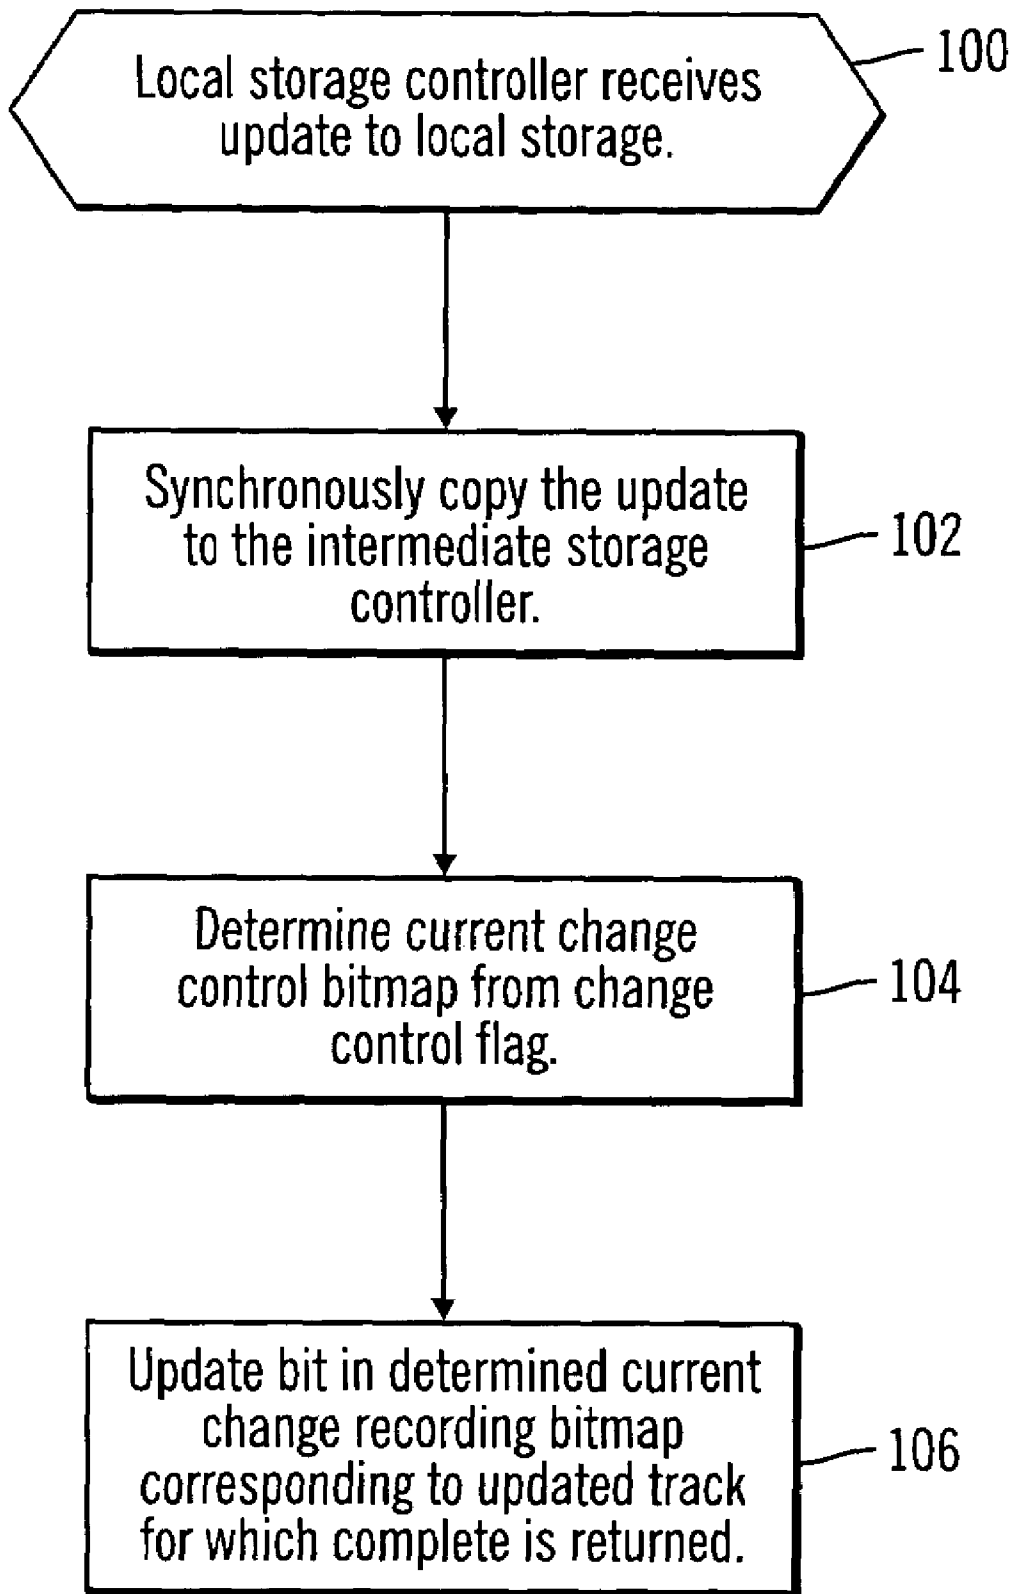 Local storage controller receives
update to local storage.
100
Synchronously copy the update
to the intermediate storage
controller.
102
Determine current change
control bitmap from change
control flag.
104
Update bit in determined current
change recording bitmap
corresponding to updated track
for which complete is returned.
106